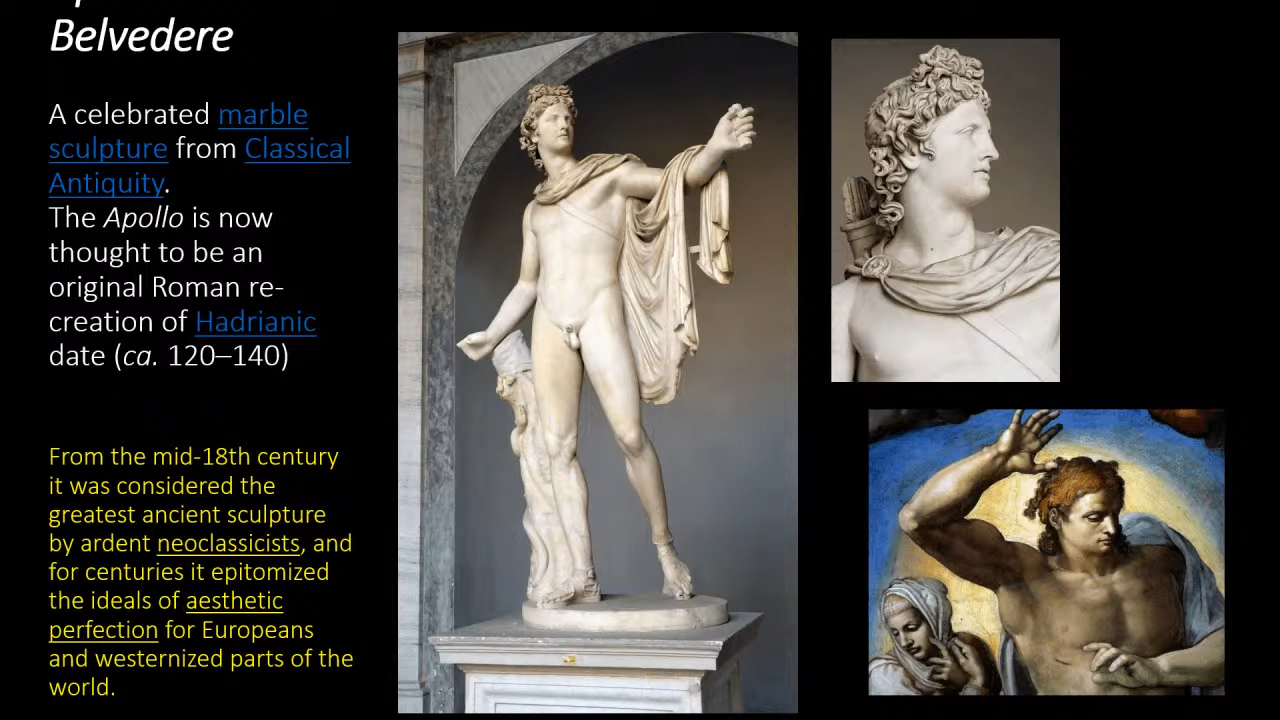 Belvedere
A celebrated marble
sculpture from Classical
Antiquity.
The Apollo is now
thought to be an
original Roman re-
creation of Hadrianic
date (ca. 120–140)
From the mid-18th century
it was considered the
greatest ancient sculpture
by ardent neoclassicists, and
for centuries it epitomized
the ideals of aesthetic
perfection for Europeans
and westernized parts of the
world.